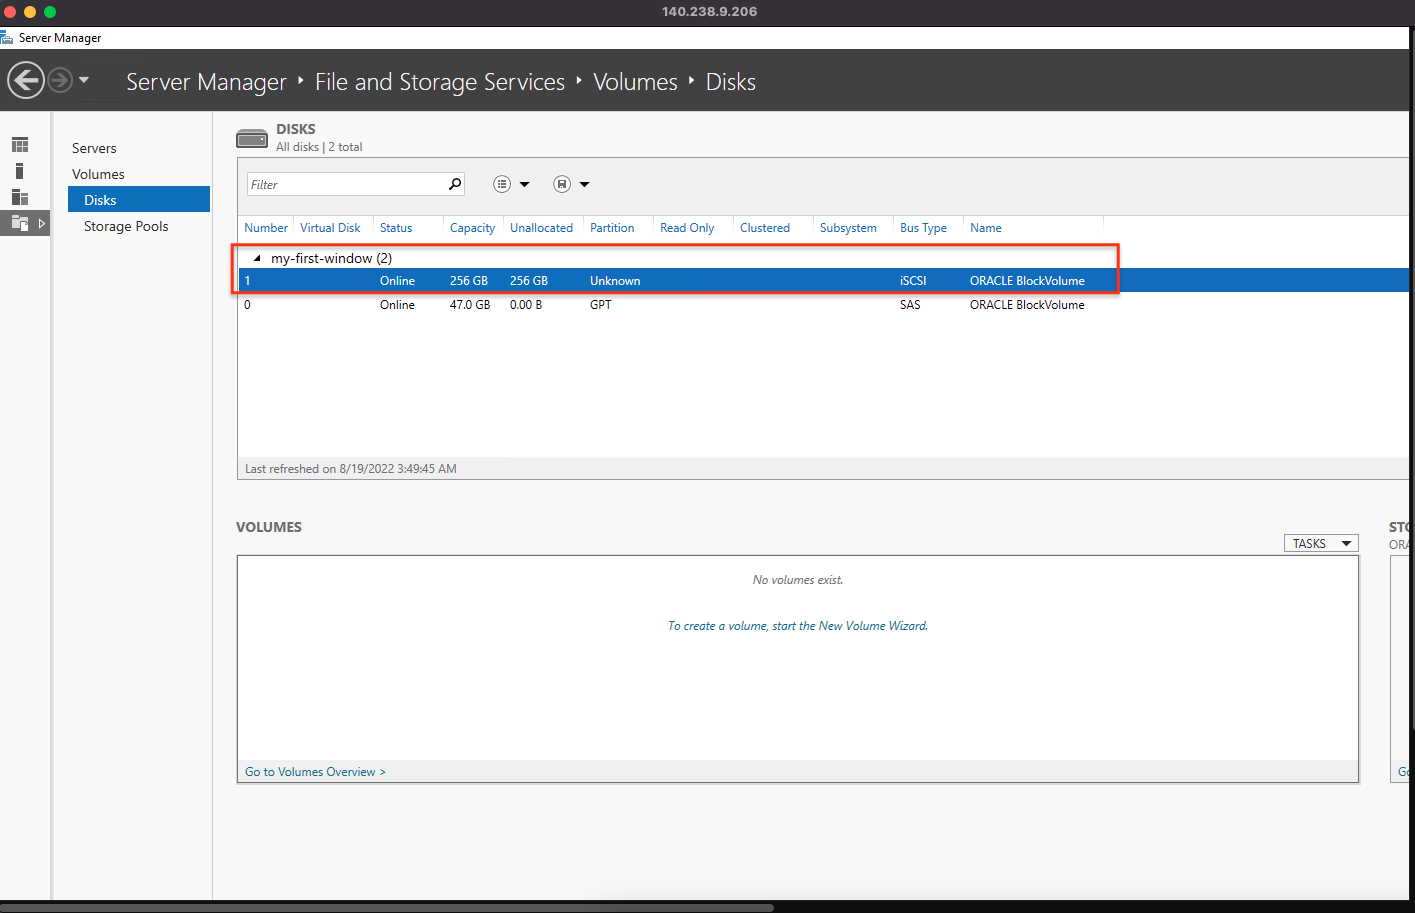 140.238.9.206
Server Manager
Server Manager ‣ File and Storage Services ‣ Volumes ‣ Disks
Servers
Volumes
Disks
Storage Pools
DISKS
All disks | 2 total
Filter
Number Virtual Disk Status Capacity Unallocated Partition Read Only Clustered Subsystem Bus Type Name
my-first-window (2)
1 Online 256 GB 256 GB Unknown iSCSI ORACLE BlockVolume
0 Online 47.0 GB 0.00 B GPT SAS ORACLE BlockVolume
Last refreshed on 8/19/2022 3:49:45 AM
VOLUMES
TASKS
No volumes exist.
To create a volume, start the New Volume Wizard.
Go to Volumes Overview >
STO
ORA
Go